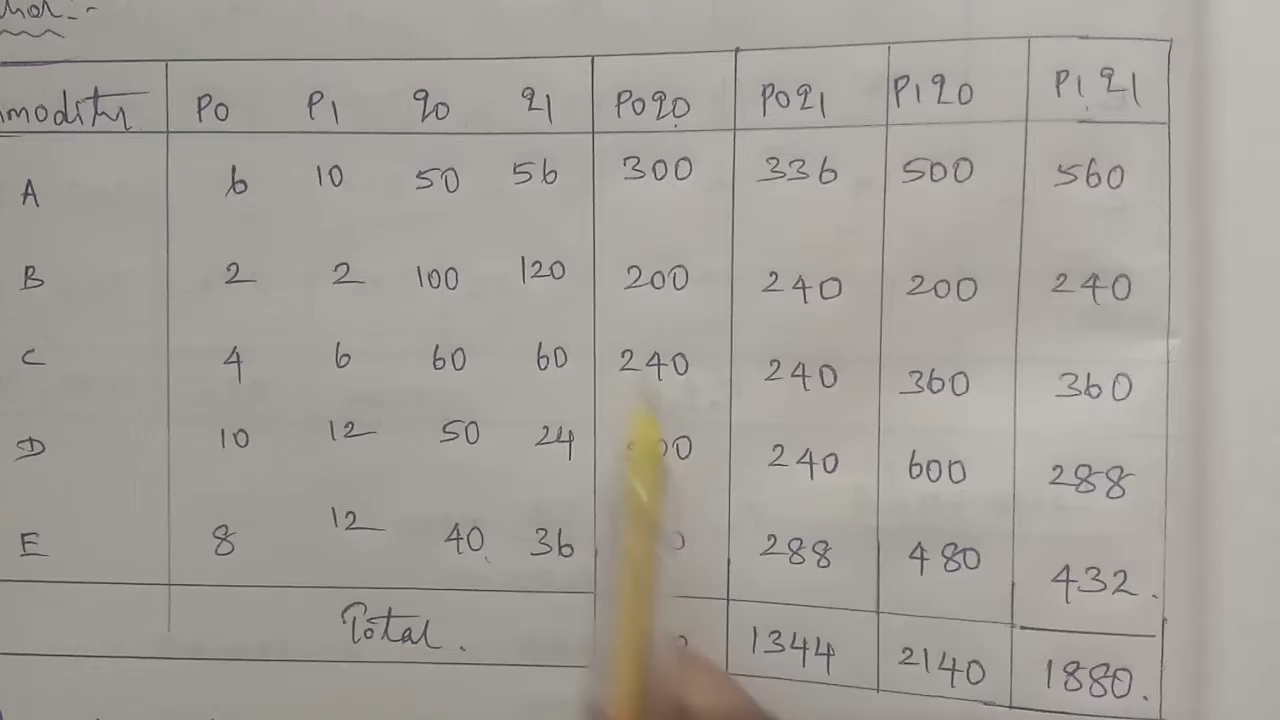 P0 P1 q0 q1 P0q0 P0q1 P1q0 P1q1
A 6 10 50 56 300 336 500 560
B 2 2 100 120 200 240 200 240
C 4 6 60 60 240 240 360 360
D 10 12 50 24 240 600 288
E 8 12 40 36 288 480 432.
Total. 1344 2140 1880.